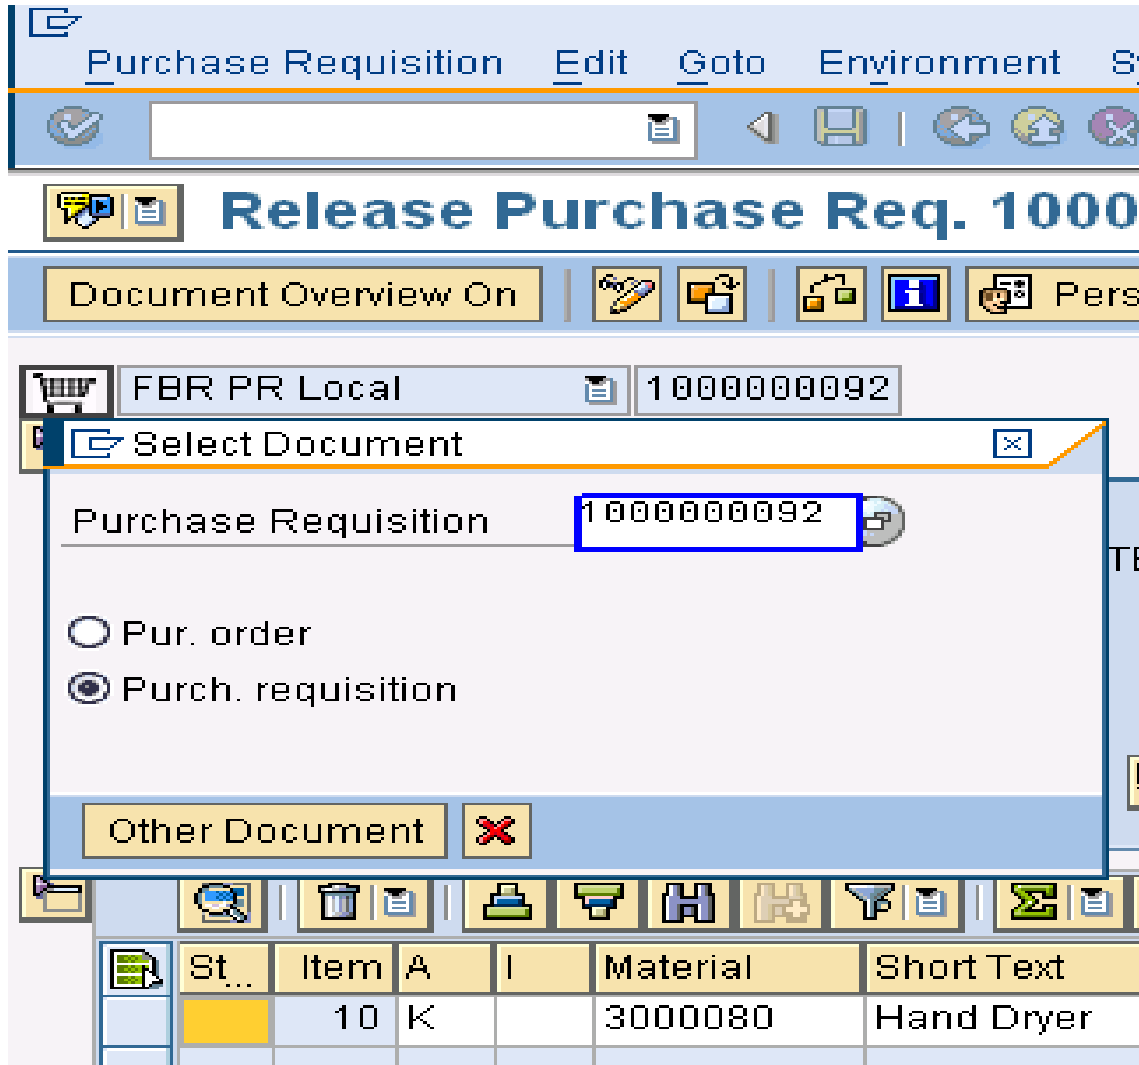 Purchase Requisition Edit Goto Environment
Release Purchase Req. 1000
Document Overview On Pers
FBR PR Local 1000000092
Select Document
Purchase Requisition 1000000092
Pur. order
Purch. requisition
Other Document
St... Item A I Material Short Text
10 K 3000080 Hand Dryer